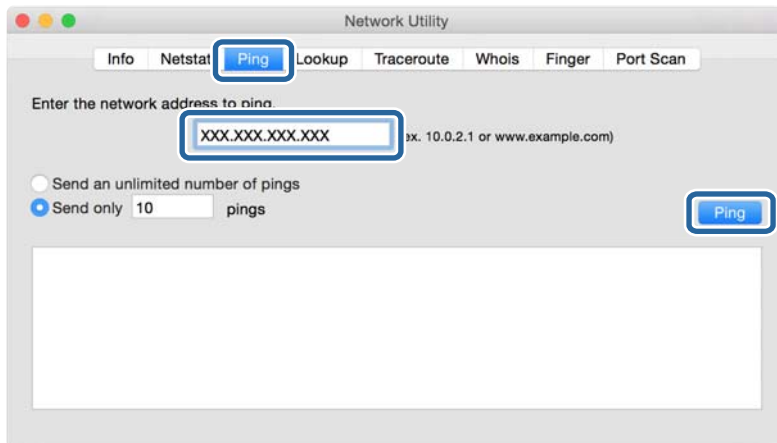 Network Utility
Info Netstat Ping Lookup Traceroute Whois Finger Port Scan
Enter the network address to ping.
XXX.XXX.XXX.XXX ex. 10.0.2.1 or www.example.com)
Send an unlimited number of pings
Send only 10 pings
Ping